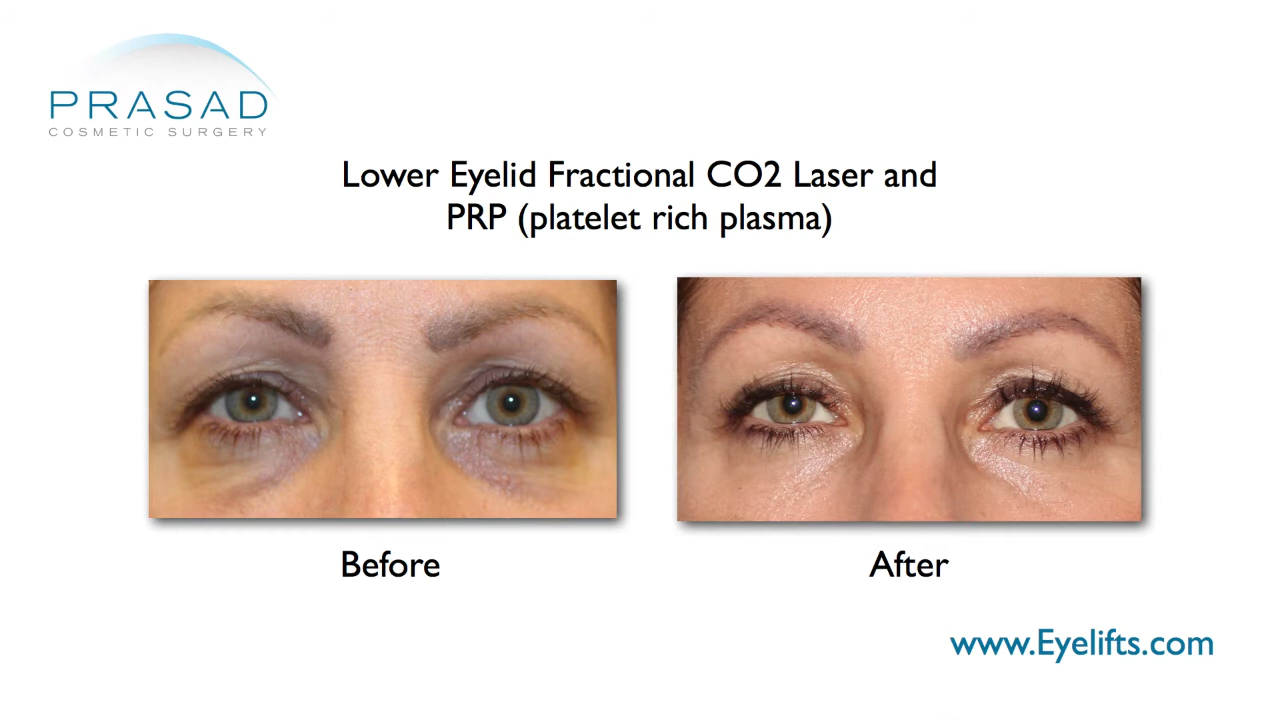 PRASAD
COSMETIC SURGERY
Lower Eyelid Fractional CO2 Laser and
PRP (platelet rich plasma)
Before
After
www.Eyelifts.com